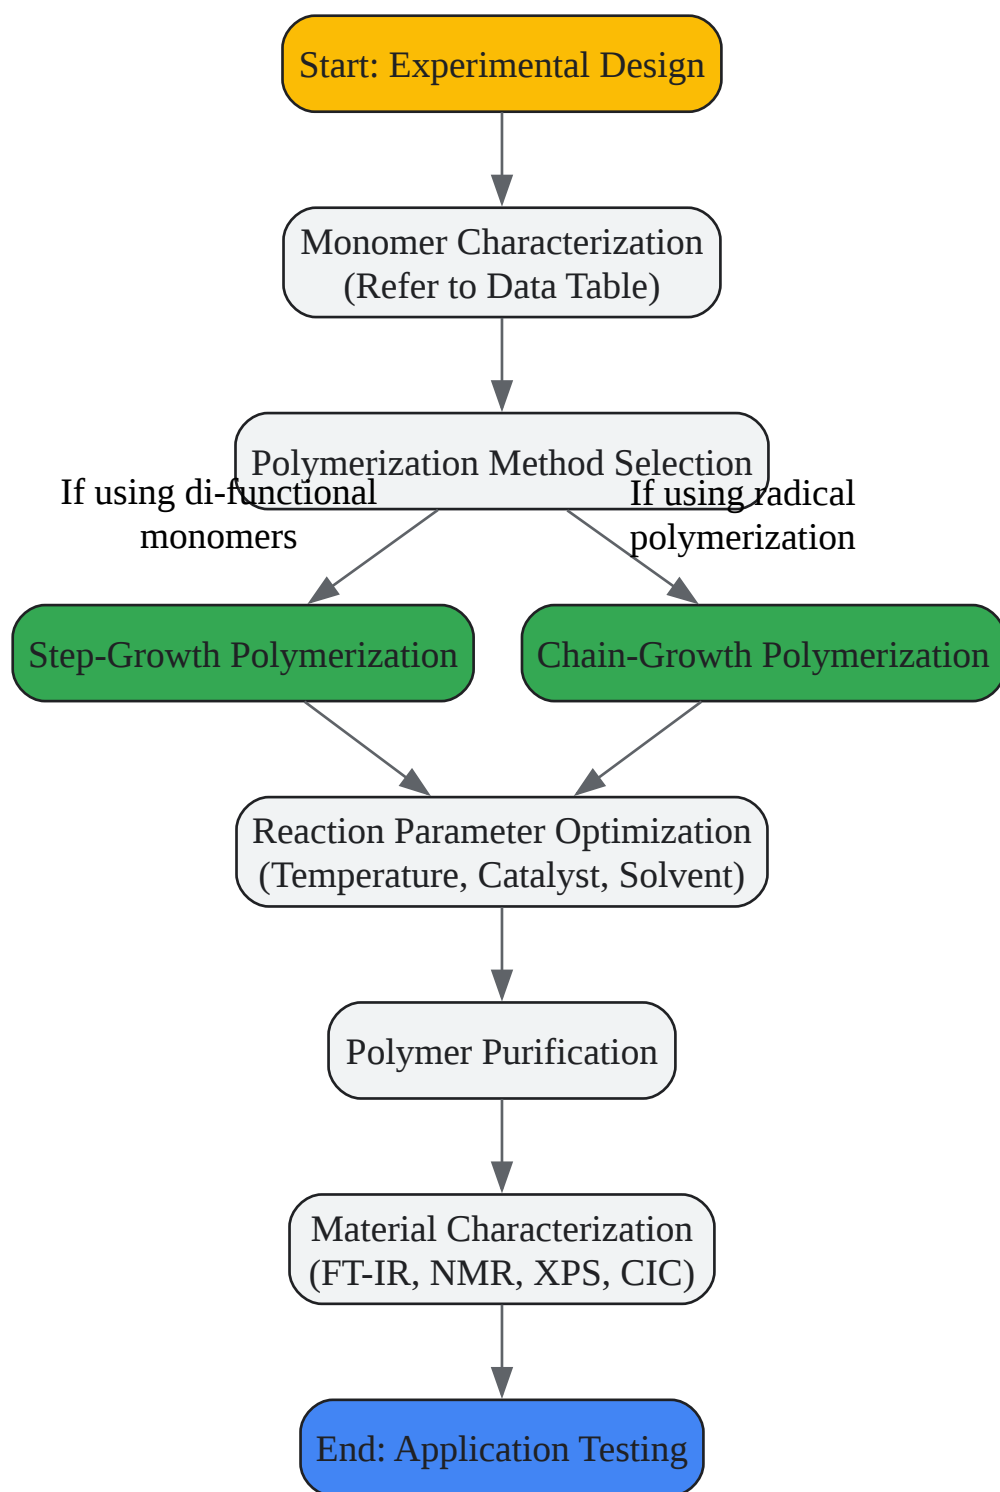 Start: Experimental Design
Monomer Characterization
(Refer to Data Table)
Polymerization Method Selection
If using di-functional
monomers
If using radical
polymerization
Step-Growth Polymerization
Chain-Growth Polymerization
Reaction Parameter Optimization
(Temperature, Catalyst, Solvent)
Polymer Purification
Material Characterization
(FT-IR, NMR, XPS, CIC)
End: Application Testing